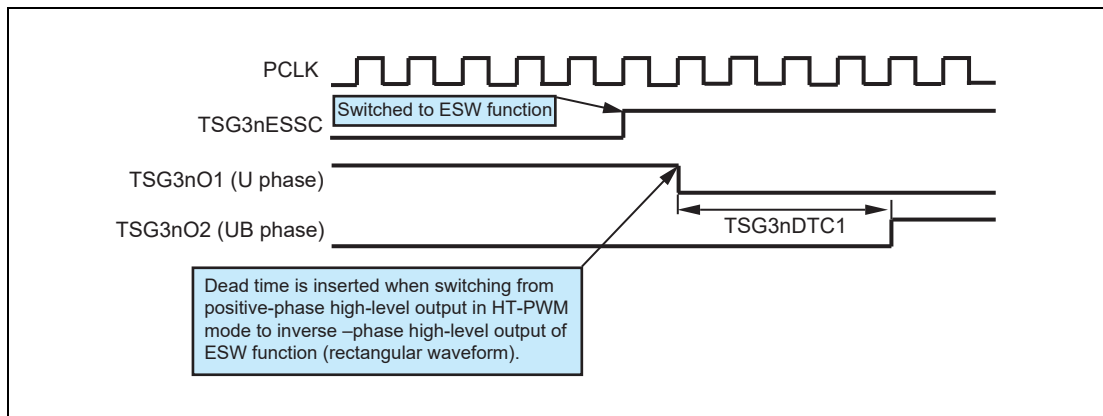 PCLK
Switched to ESW function
TSG3nESSC
TSG3nO1 (U phase)
TSG3nDTC1
TSG3nO2 (UB phase)
Dead time is inserted when switching from
positive-phase high-level output in HT-PWM
mode to inverse –phase high-level output of
ESW function (rectangular waveform).